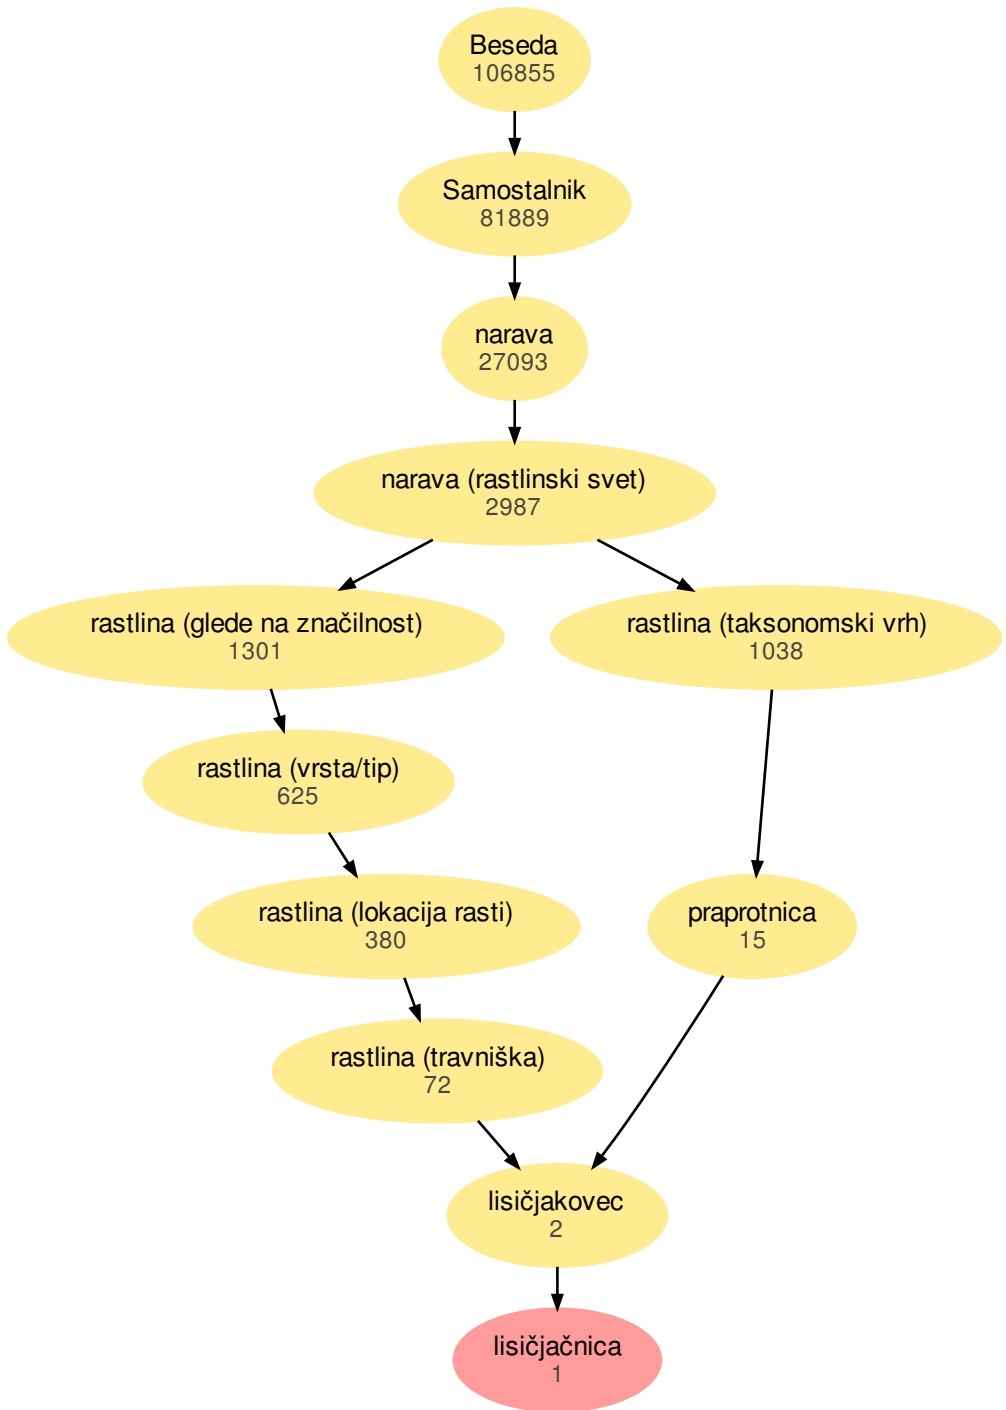 Beseda
106855
Samostalnik
81889
narava
27093
narava (rastlinski svet)
2987
rastlina (glede na značilnost)
1301
rastlina (taksonomski vrh)
1038
rastlina (vrsta/tip)
625
rastlina (lokacija rasti)
380
praprotnica
15
rastlina (travniška)
72
lisičjakovec
2
lisičjačnica
1